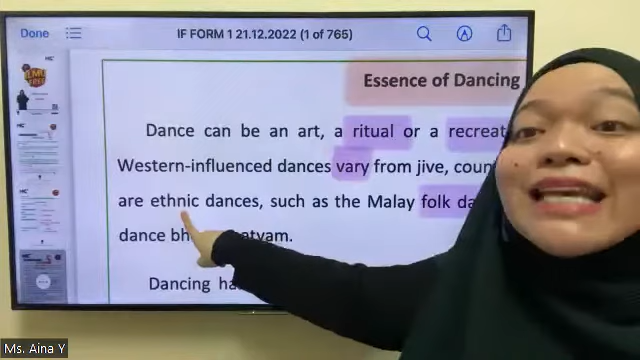 Done
IF FORM 1 21.12.2022 (1 of 765)
Essence of Dancing
Dance can be an art, a ritual or a
Western-influenced dances vary from jive,
are ethnic dances, such as the Malay folk
dance
Dancing
Ms. Aina Y